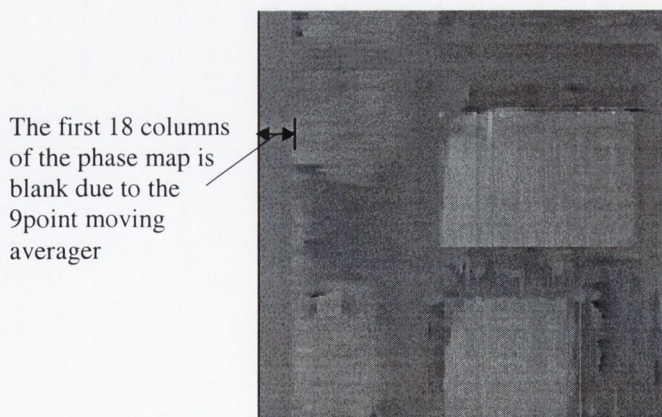 The first 18 columns
of the phase map is
blank due to the
9point moving
averager